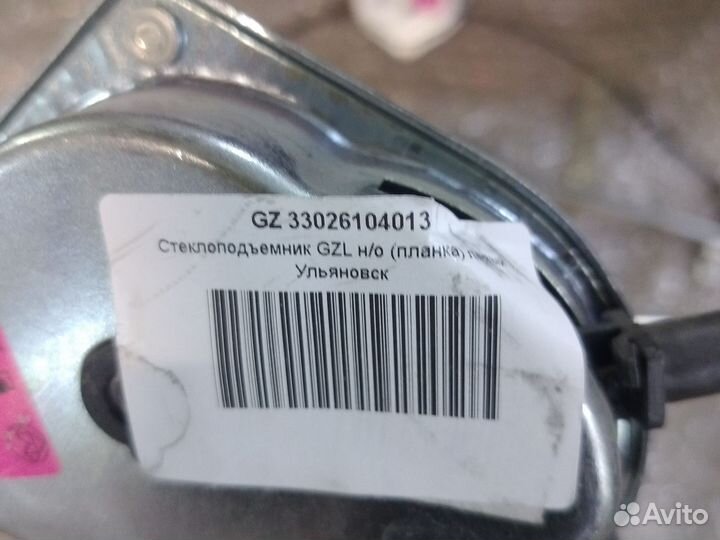 GZ 33026104013
Стеклоподъемник GZL н/о (планка)
Ульяновск
Avito